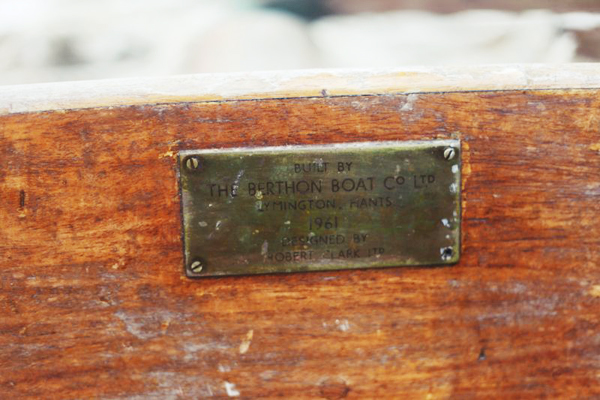 BUILT BY
THE BERTHON BOAT Co LTD
LYMINGTON, HANTS
1961
DESIGNED BY
ROBERT CLARK LTD